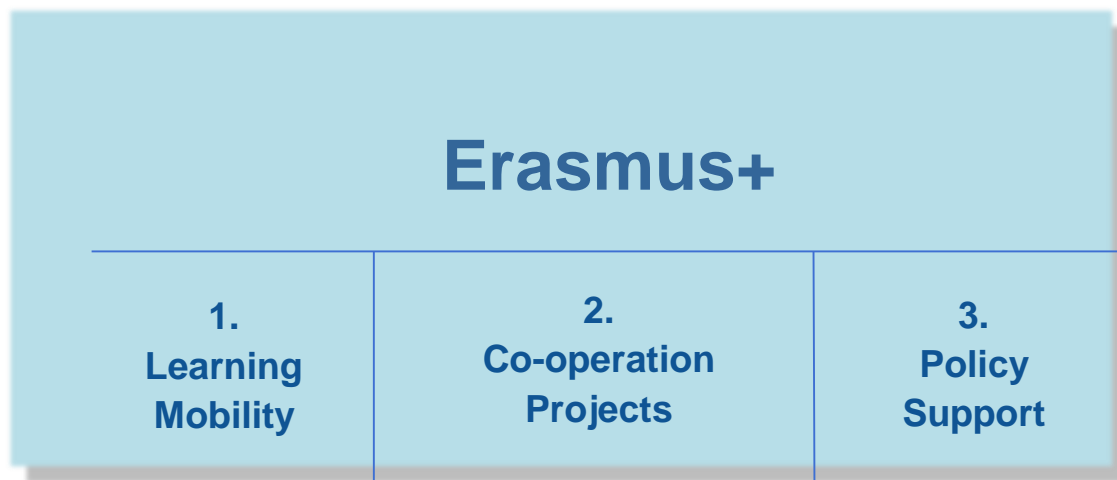 Erasmus+
1.
Learning
Mobility
2.
Co-operation
Projects
3.
Policy
Support